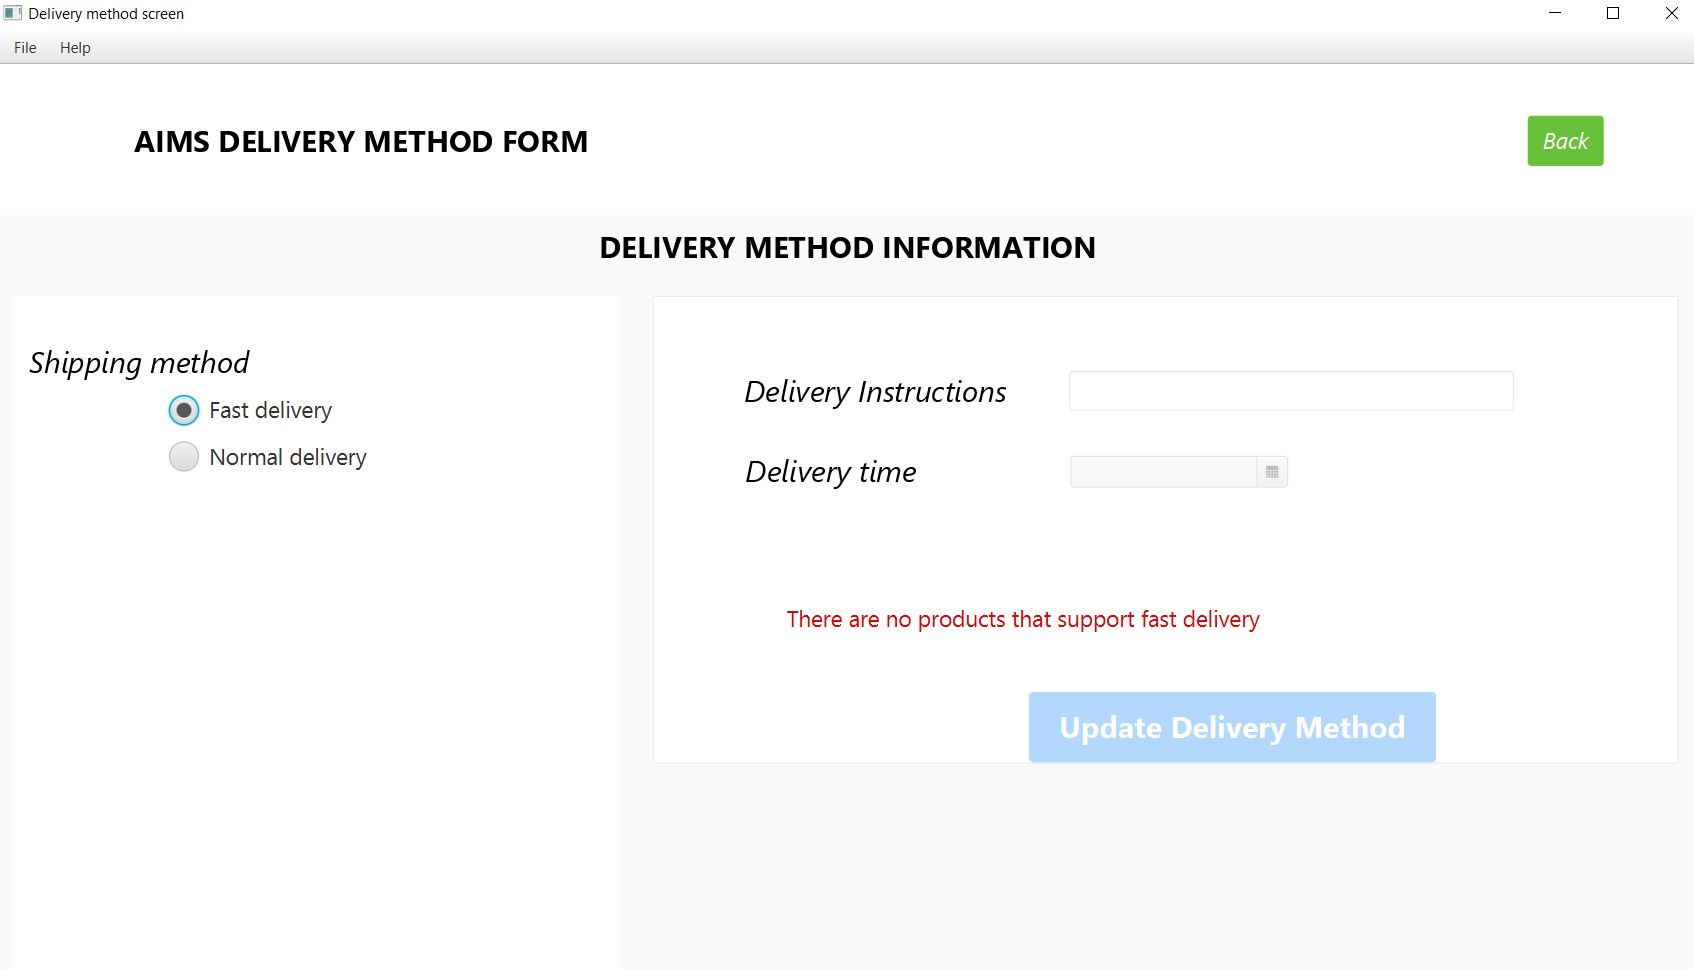 Delivery method screen
File Help
AIMS DELIVERY METHOD FORM
Back
DELIVERY METHOD INFORMATION
Shipping method
Fast delivery
Normal delivery
Delivery Instructions
Delivery time
There are no products that support fast delivery
Update Delivery Method